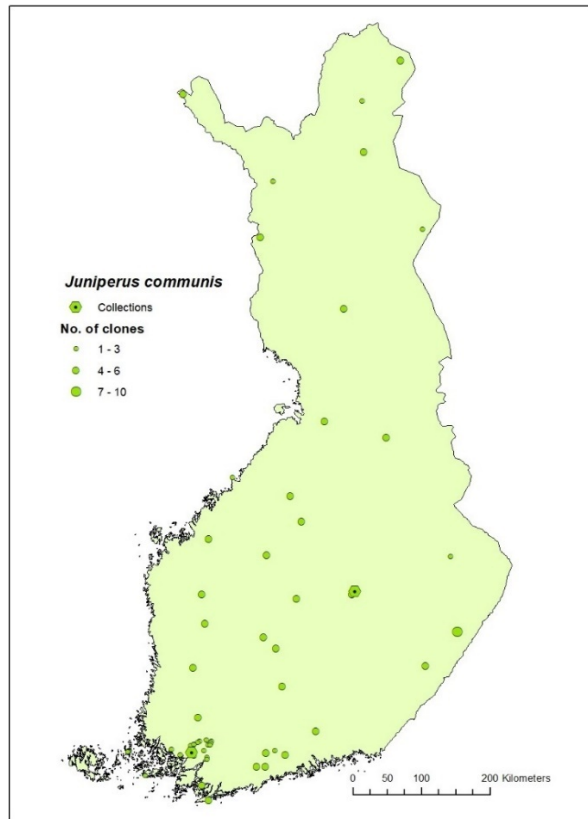 Juniperus communis
Collections
No. of clones
1 - 3
4 - 6
7 - 10
0 50 100 200 Kilometers